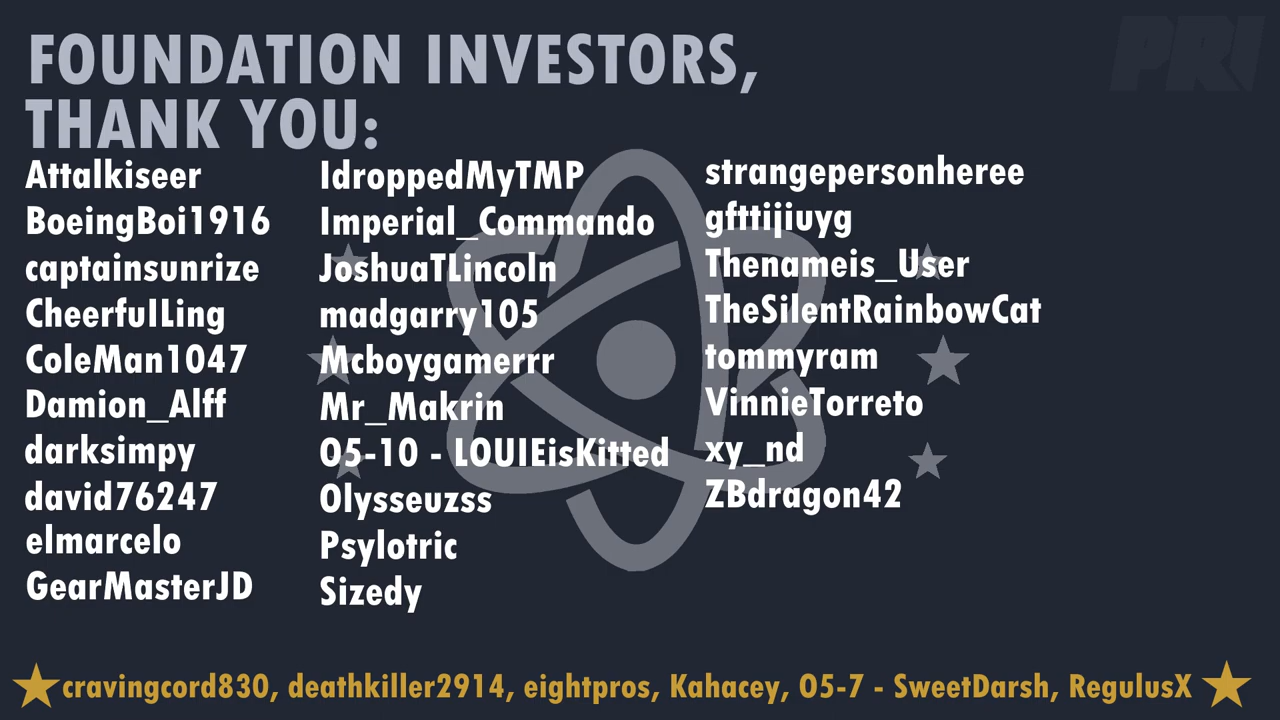 PRI
FOUNDATION INVESTORS,
THANK YOU:
Attalkiseer
BoeingBoi1916
captainsunrize
CheerfulLing
ColeMan1047
Damion_Alff
darksimpy
david76247
elmarcelo
GearMasterJD
IdroppedMyTMP
Imperial_Commando
JoshuaTLincoln
madgarry105
Mcboygamerrr
Mr_Makrin
O5-10 - LOUIEisKitted
Olysseuzss
Psylotric
Sizedy
strangepersonheree
gfttijiuyg
Thenameis_User
TheSilentRainbowCat
tommyram
VinnieTorreto
xy_nd
ZBdragon42
cravingcord830, deathkiller2914, eightpros, Kahacey, O5-7 - SweetDarsh, RegulusX